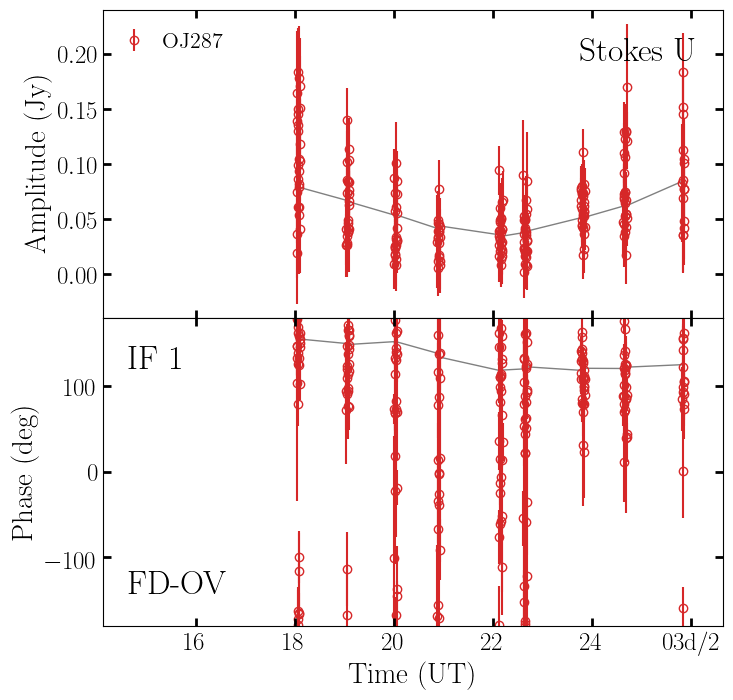 OJ287
Stokes U
0.20
0.15
0.10
0.05
0.00
Amplitude (Jy)
IF 1
100
0
−100
Phase (deg)
FD-OV
16 18 20 22 24 03d/2
Time (UT)